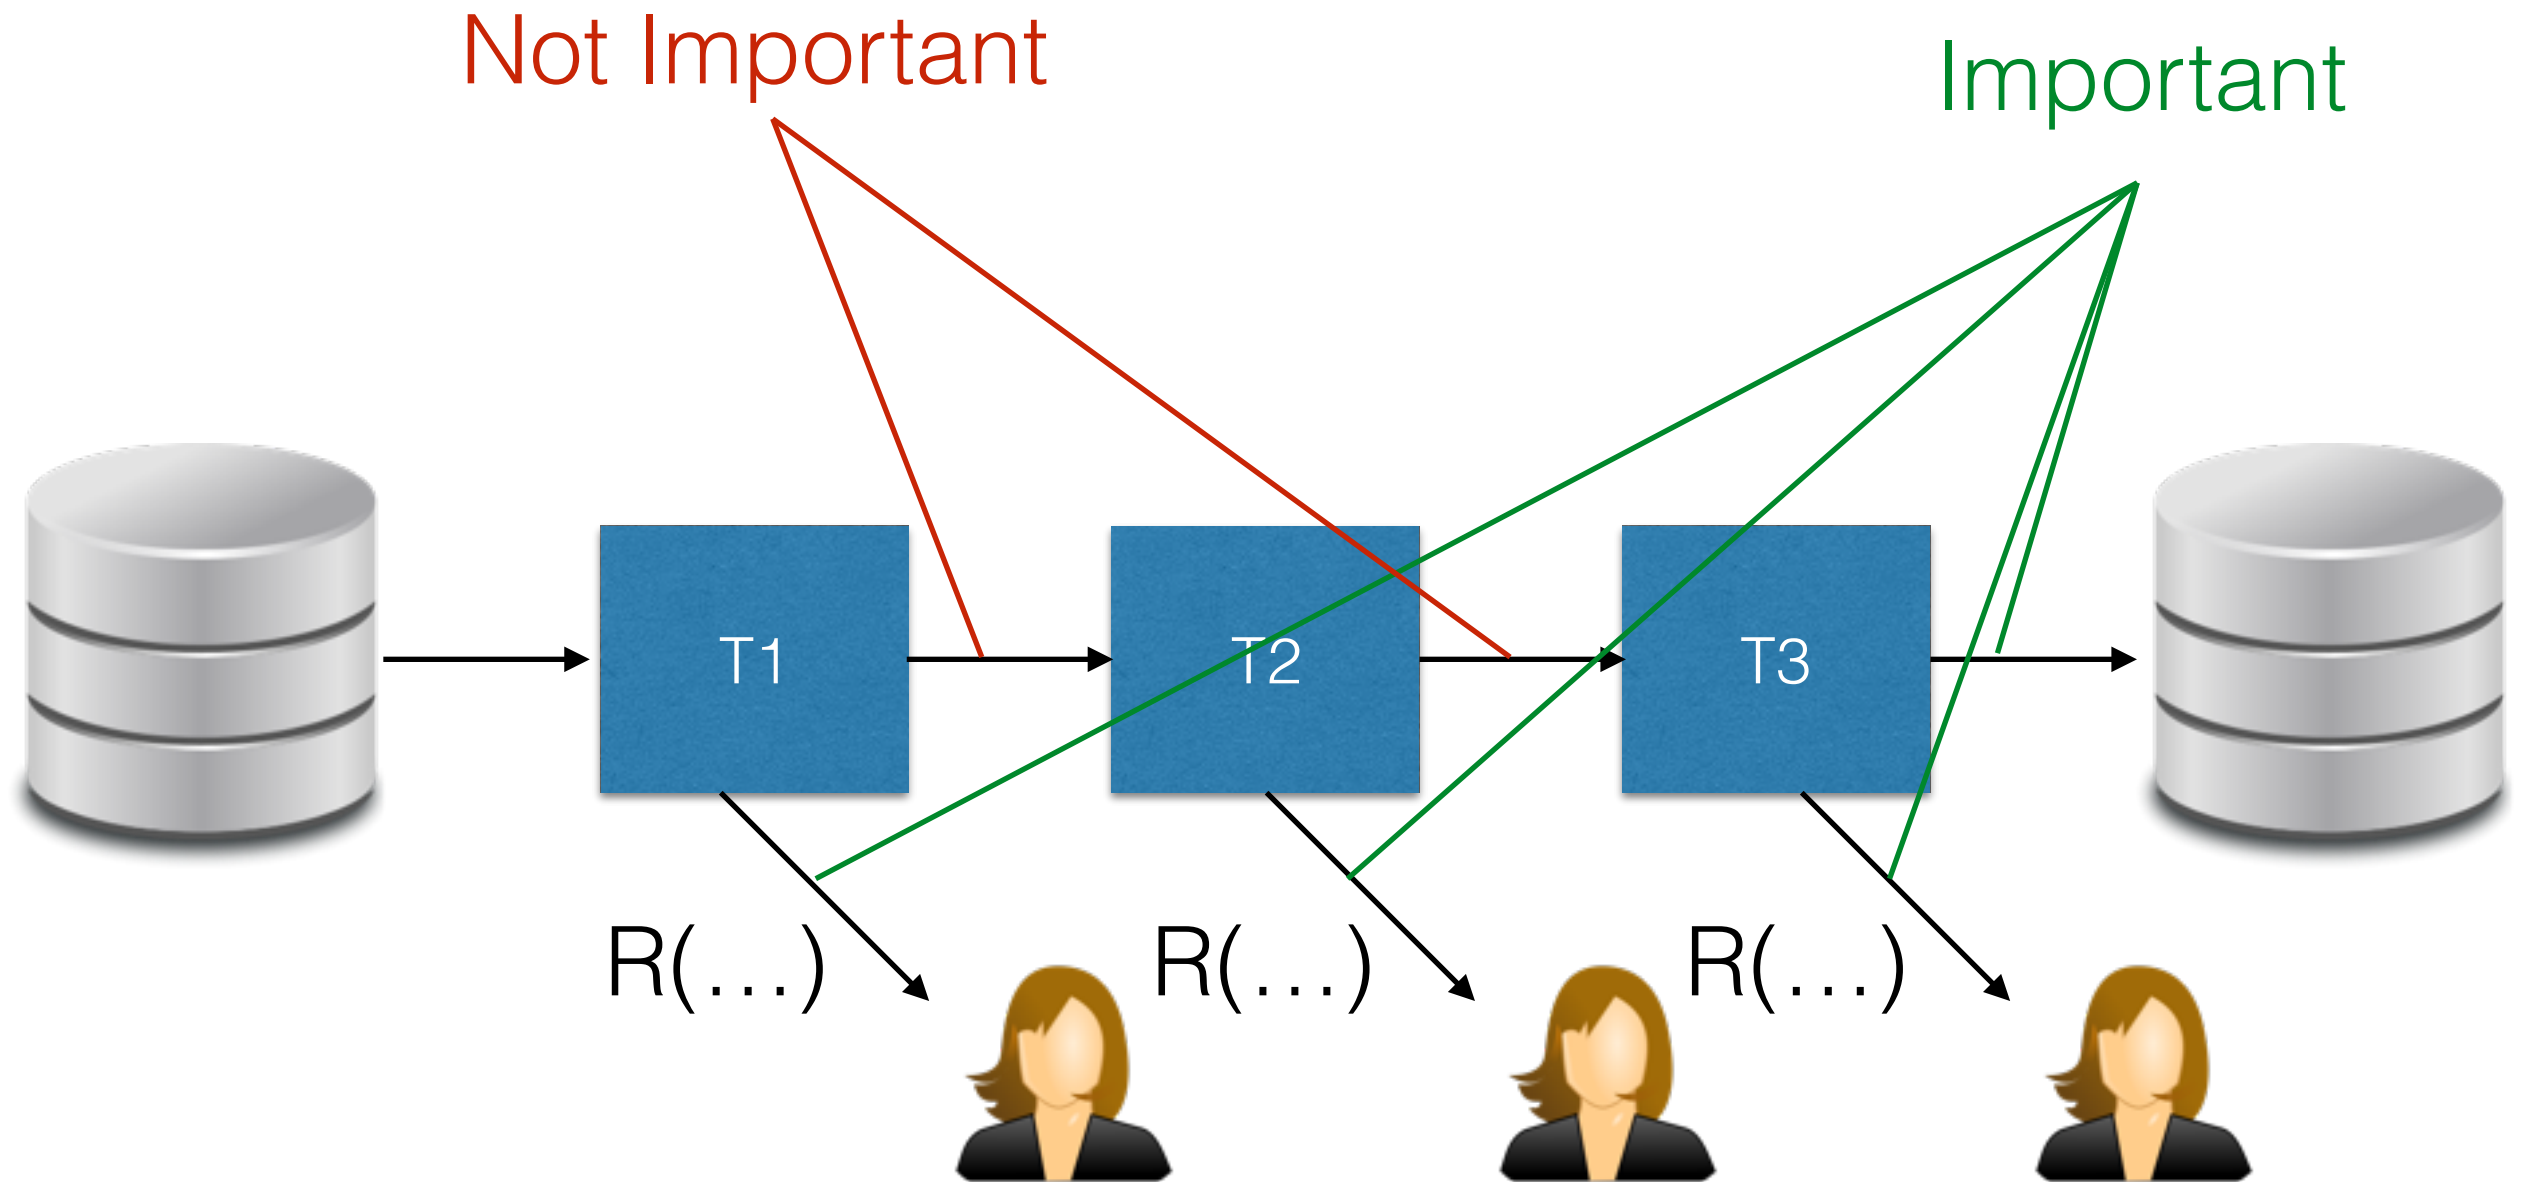 Not Important
Important
T1
T2
T3
R(…)
R(…)
R(…)